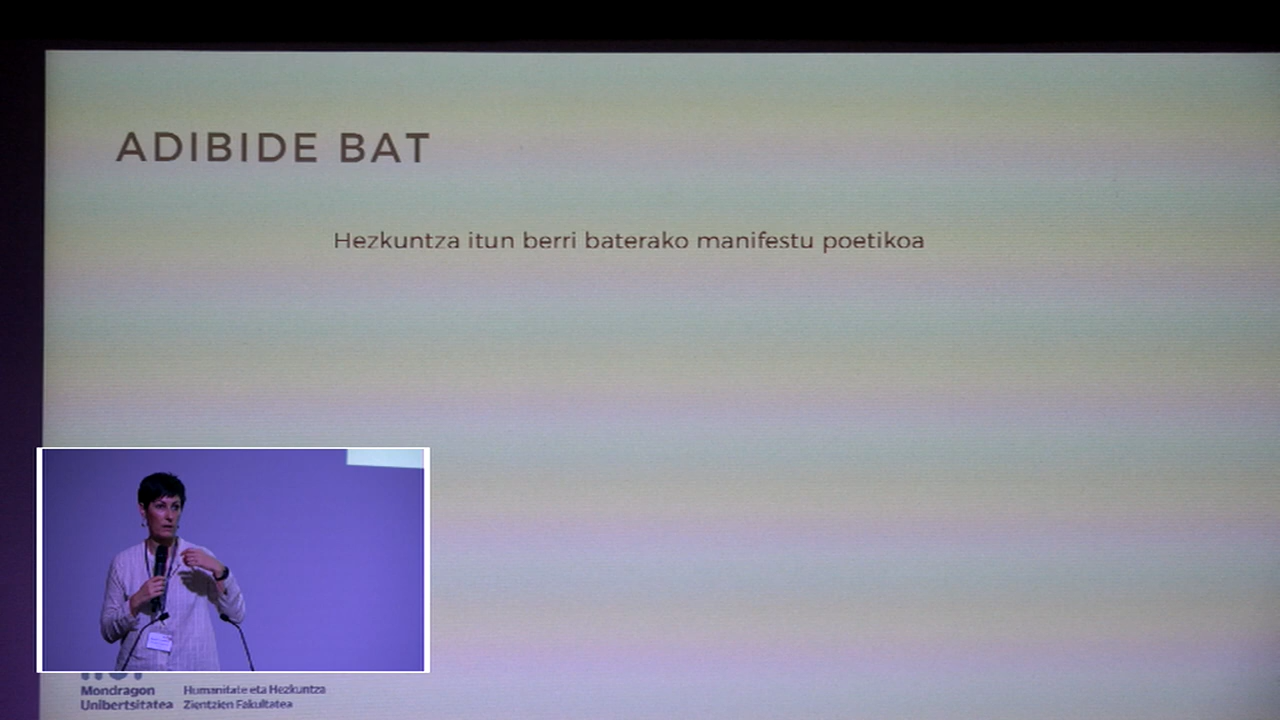 ADIBIDE BAT
Hezkuntza itun berri baterako manifestu poetikoa
Mondragon
Unibertsitatea
Humanitate eta Hezkuntza
Zientzien Fakultatea